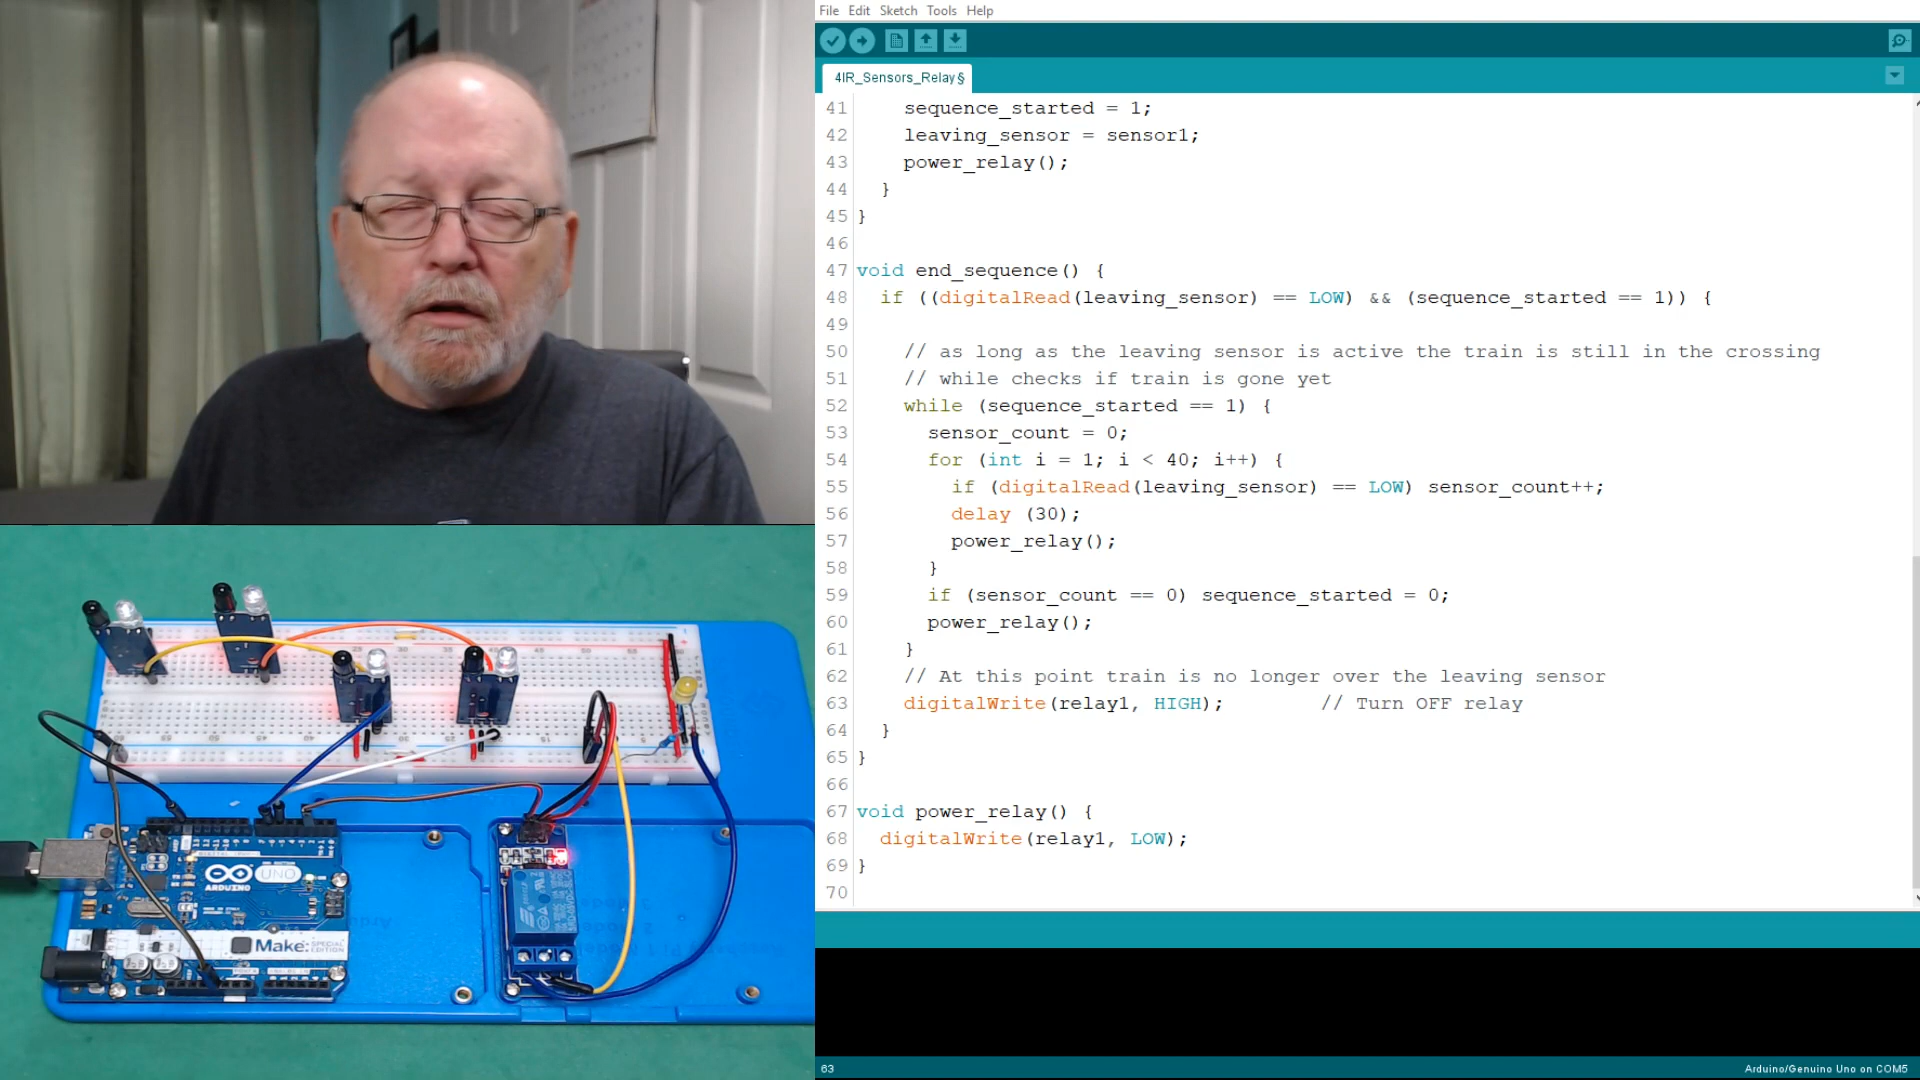 File Edit Sketch Tools Help
4IR_Sensors_Relay§
41 sequence_started = 1;
42 leaving_sensor = sensor1;
43 power_relay();
44 }
45 }
46
47 void end_sequence() {
48 if ((digitalRead(leaving_sensor) == LOW) && (sequence_started == 1)) {
49
50 // as long as the leaving sensor is active the train is still in the crossing
51 // while checks if train is gone yet
52 while (sequence_started == 1) {
53 sensor_count = 0;
54 for (int i = 1; i < 40; i++) {
55 if (digitalRead(leaving_sensor) == LOW) sensor_count++;
56 delay (30);
57 power_relay();
58 }
59 if (sensor_count == 0) sequence_started = 0;
60 power_relay();
61 }
62 // At this point train is no longer over the leaving sensor
63 digitalWrite(relay1, HIGH); // Turn OFF relay
64 }
65 }
66
67 void power_relay() {
68 digitalWrite(relay1, LOW);
69 }
70
63 Arduino/Genuino Uno on COM5
UNO
ARDUINO
Make: SPECIAL EDITION